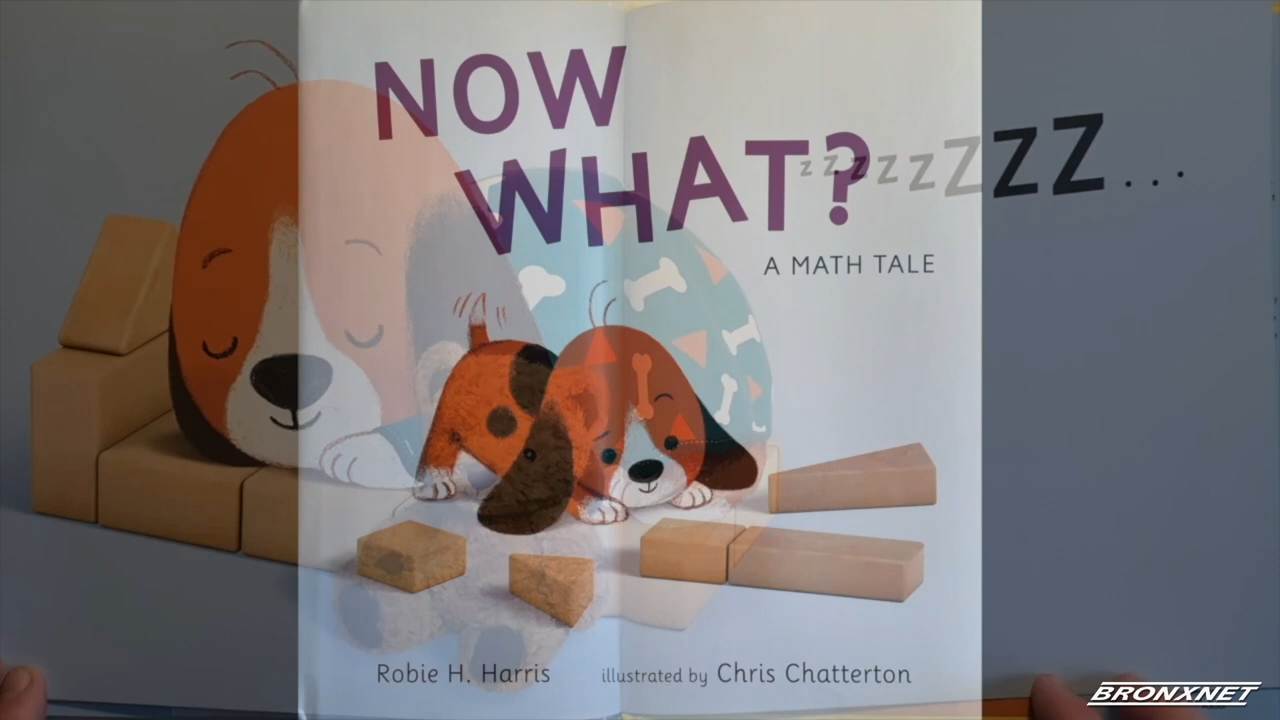 NOW
WHAT?
zzzzzZZZ...
A MATH TALE
Robie H. Harris
illustrated by Chris Chatterton
BRONXNET